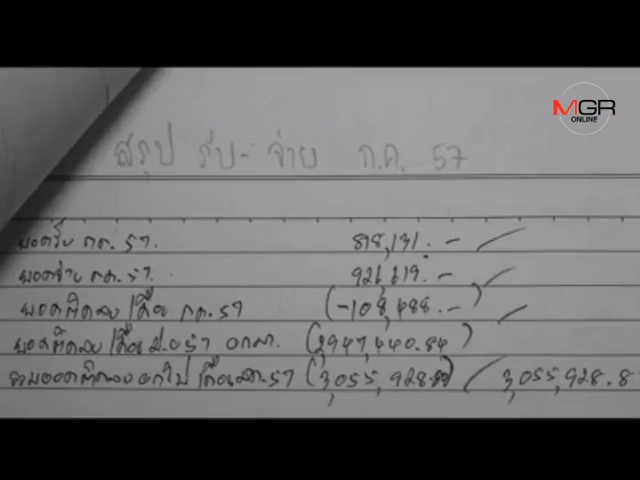 MGR
ONLINE
สรุป รับ-จ่าย ก.ค. 57
ยอดรับ กค. 57. 818,131.-
ยอดจ่าย กค. 57. 926,619.-
ยอดติดลบ เดือน กค. 57 (-108,488.-)
ยอดติดลบ เดือน (2,947,440.84)
รวมยอดติดลบ ยกไป เดือน สค. 57 (3,055,928.84) 3,055,928.8